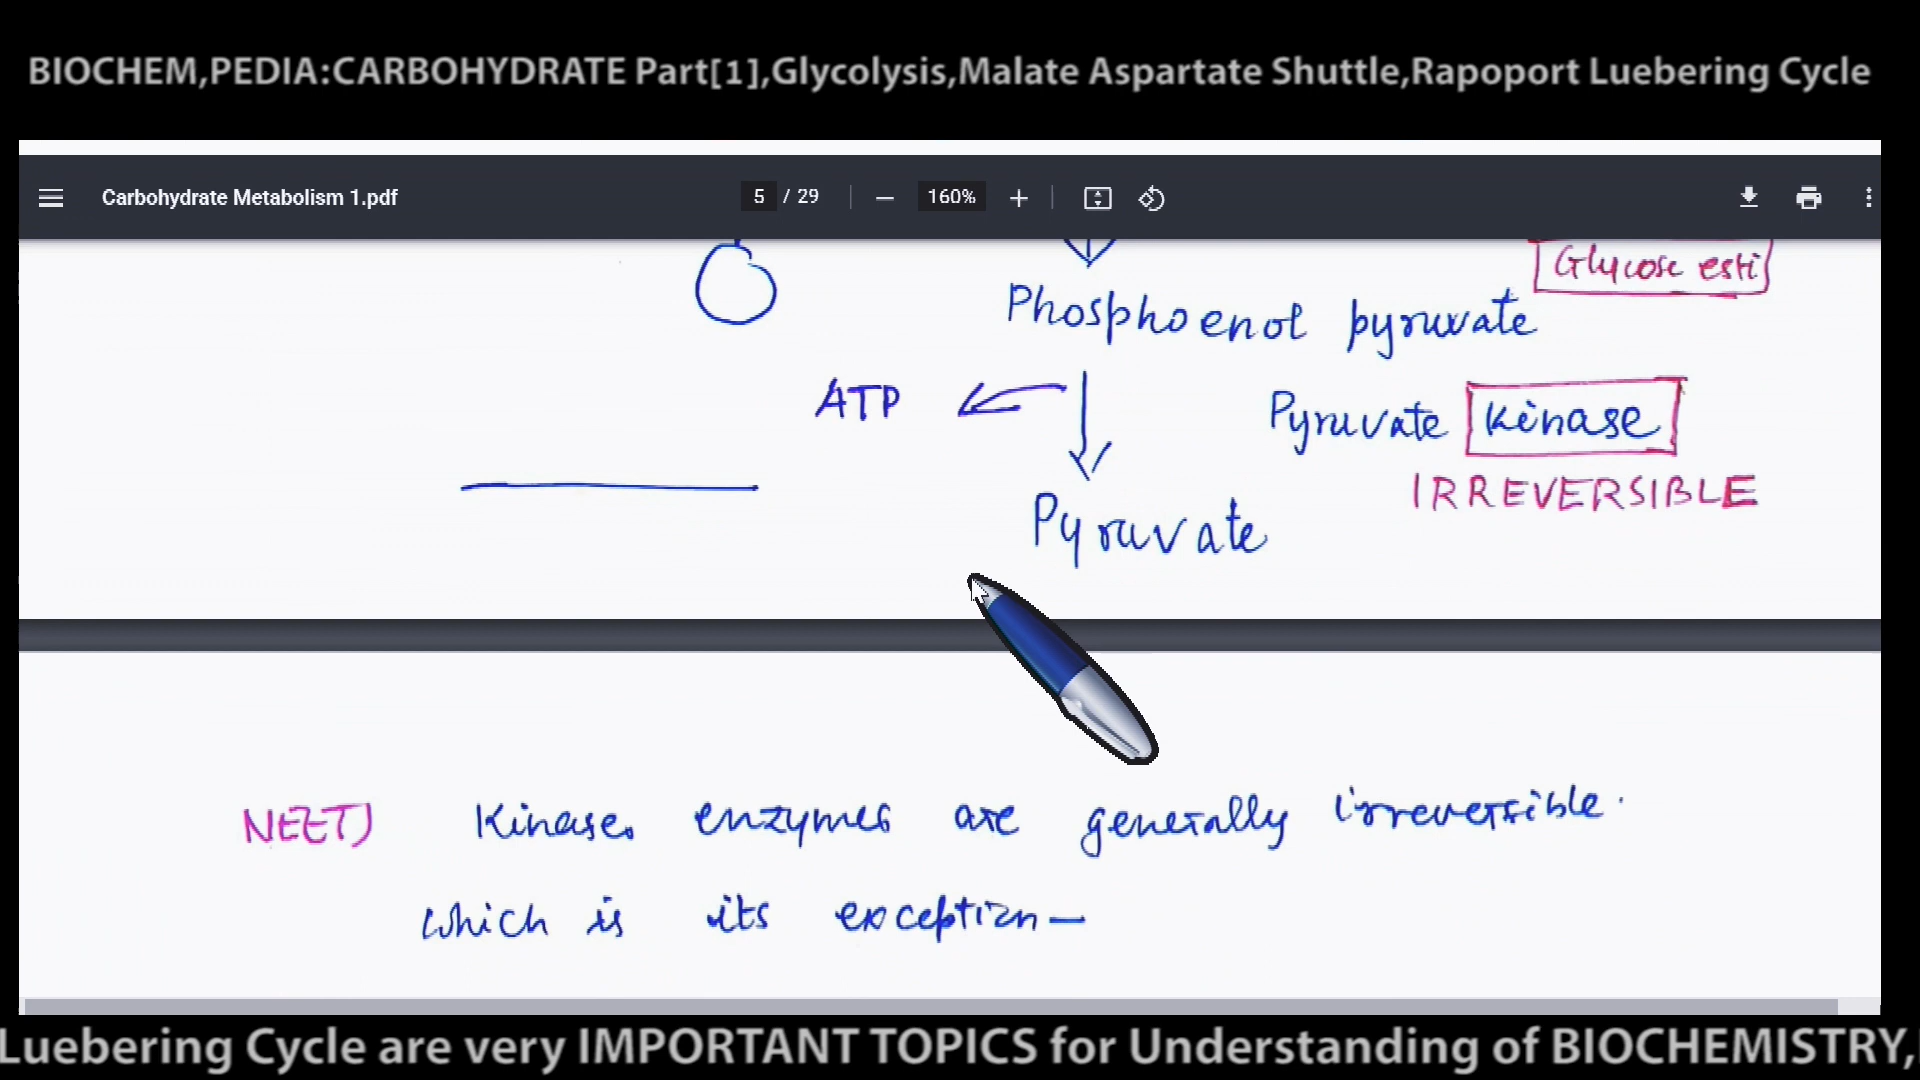 BIOCHEM,PEDIA:CARBOHYDRATE Part[1],Glycolysis,Malate Aspartate Shuttle,Rapoport Luebering Cycle
Carbohydrate Metabolism 1.pdf 5 / 29 160%
Glycose esti
Phosphoenol pyruvate
ATP
Pyruvate Kinase
IRREVERSIBLE
Pyruvate
NEET) Kinases enzymes are generally irreversible.
which is its exception-
Luebering Cycle are very IMPORTANT TOPICS for Understanding of BIOCHEMISTRY,